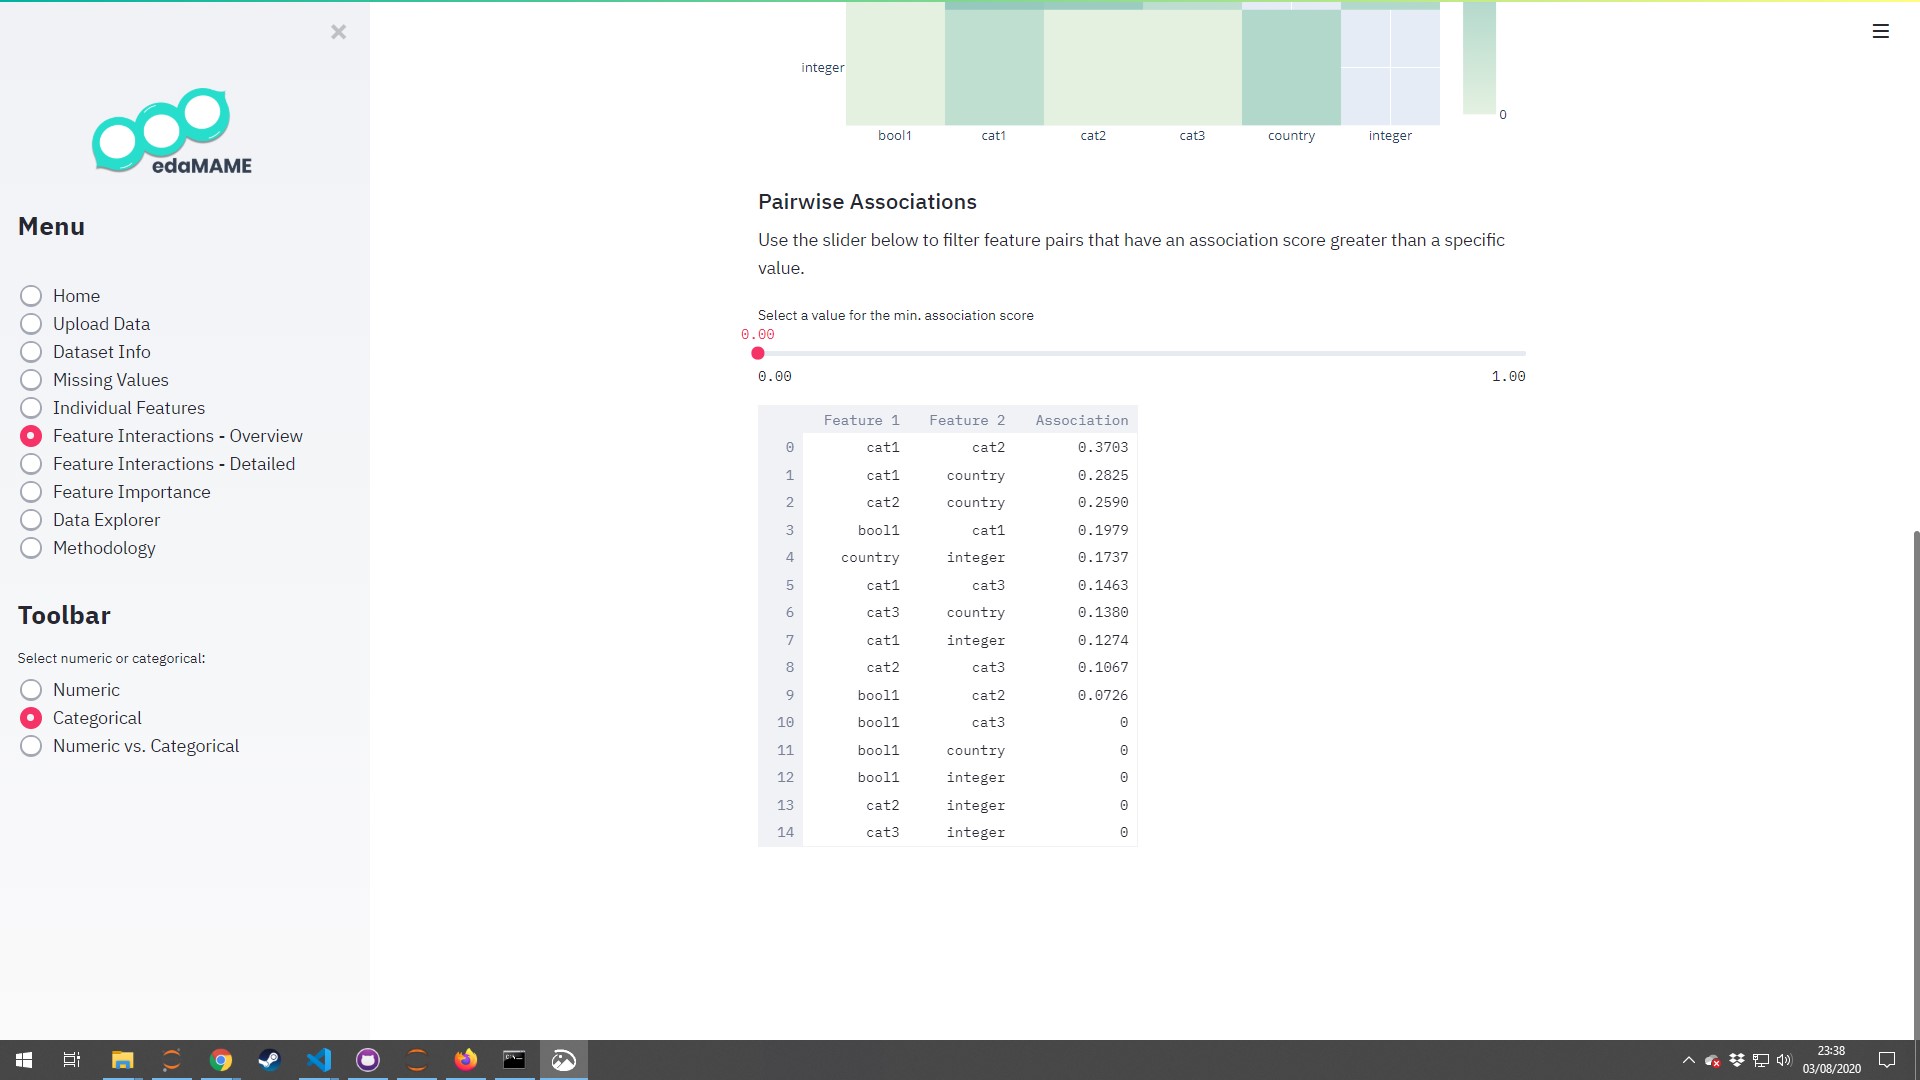 edaMAME
Menu
Home
Upload Data
Dataset Info
Missing Values
Individual Features
Feature Interactions - Overview
Feature Interactions - Detailed
Feature Importance
Data Explorer
Methodology
Toolbar
Select numeric or categorical:
Numeric
Categorical
Numeric vs. Categorical
integer
0
bool1 cat1 cat2 cat3 country integer
Pairwise Associations
Use the slider below to filter feature pairs that have an association score greater than a specific
value.
Select a value for the min. association score
0.00
0.00 1.00
Feature 1 Feature 2 Association
0 cat1 cat2 0.3703
1 cat1 country 0.2825
2 cat2 country 0.2590
3 bool1 cat1 0.1979
4 country integer 0.1737
5 cat1 cat3 0.1463
6 cat3 country 0.1380
7 cat1 integer 0.1274
8 cat2 cat3 0.1067
9 bool1 cat2 0.0726
10 bool1 cat3 0
11 bool1 country 0
12 bool1 integer 0
13 cat2 integer 0
14 cat3 integer 0
23:38
03/08/2020